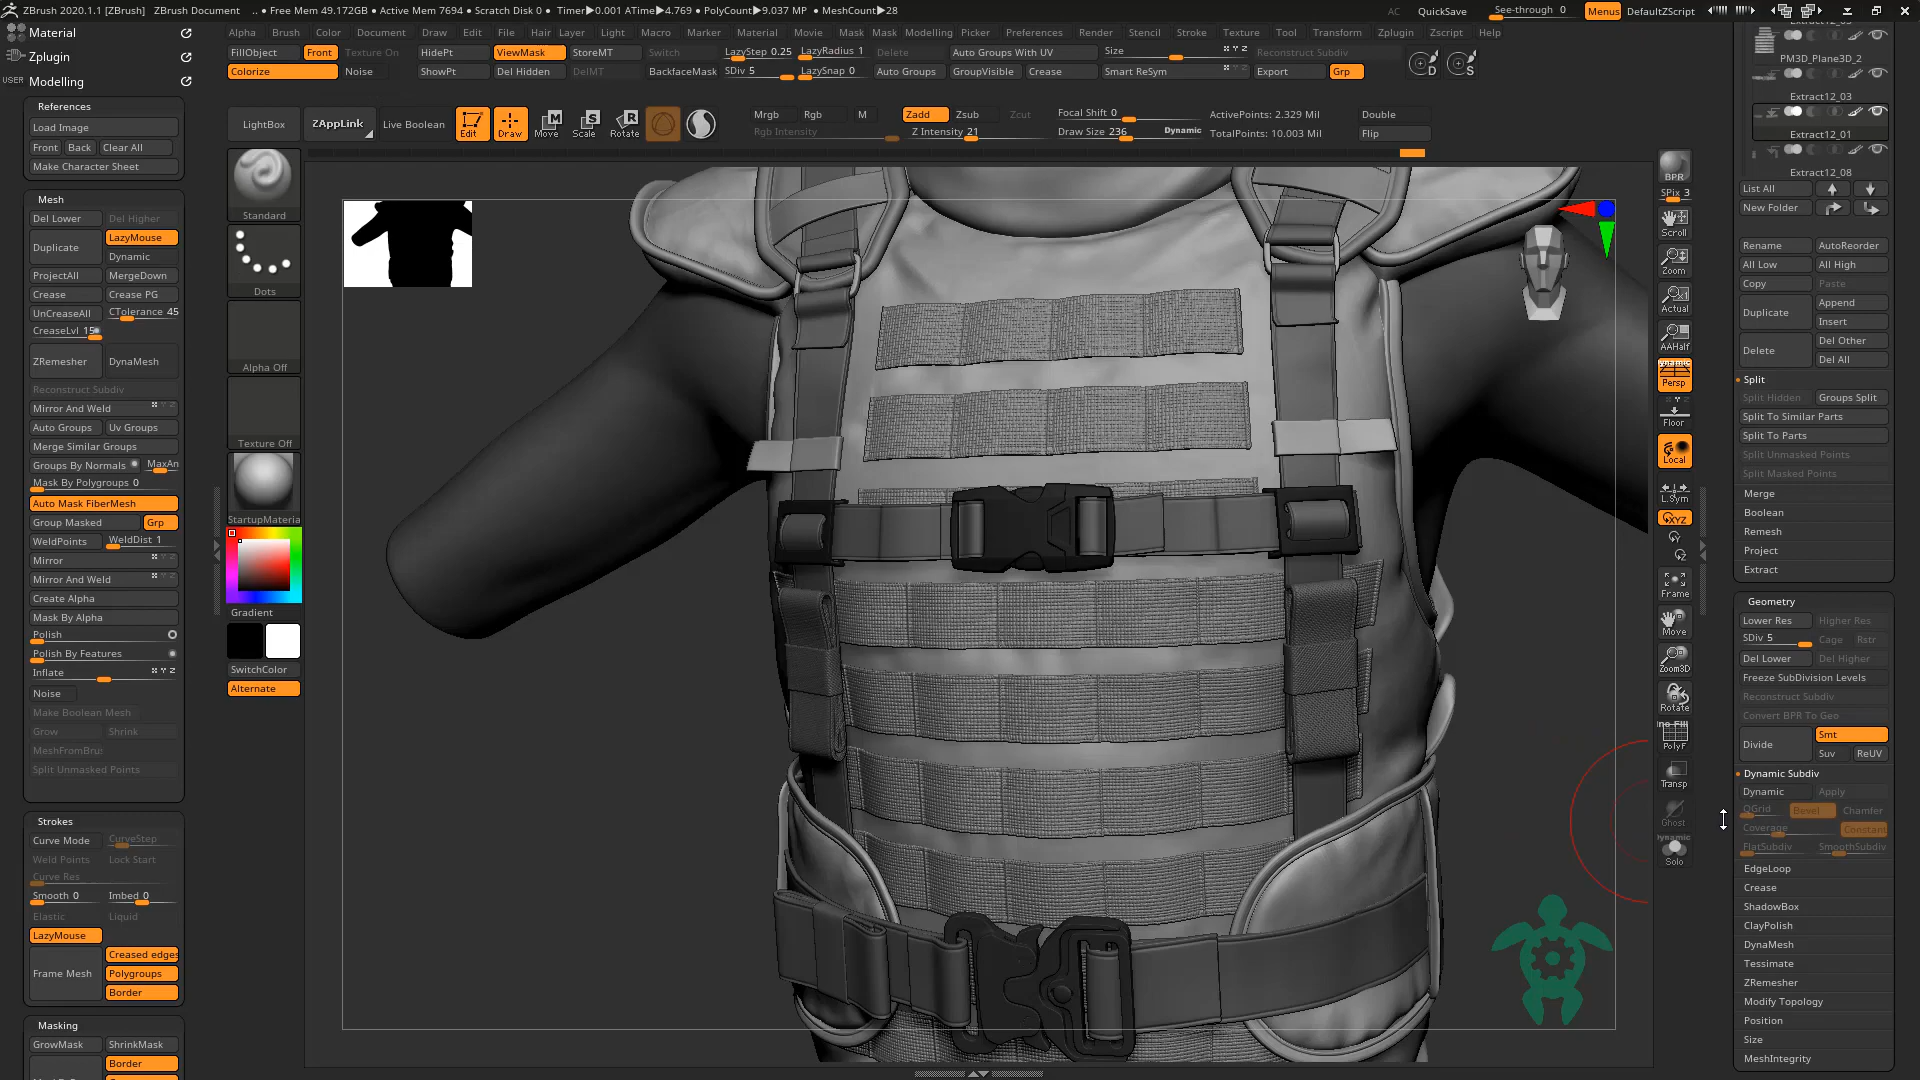 ZBrush 2020.1.1 [ZBrush] ZBrush Document .. • Free Mem 49.172GB • Active Mem 7694 • Scratch Disk 0 • Timer▶0.001 ATime▶4.769 • PolyCount▶9.037 MP • MeshCount▶28 AC QuickSave See-through 0 Menus DefaultZScript
Material
Zplugin
USER Modelling
Alpha Brush Color Document Draw Edit File Hair Layer Light Macro Marker Material Movie Mask Mask Modelling Picker Preferences Render Stencil Stroke Texture Tool Transform Zplugin Zscript Help
FillObject Front Texture On HidePt ViewMask StoreMT Switch LazyStep 0.25 LazyRadius 1 Delete Auto Groups With UV Size Reconstruct Subdiv
Colorize Noise ShowPt Del Hidden DelMT BackfaceMask SDiv 5 LazySnap 0 Auto Groups GroupVisible Crease Smart ReSym Export Grp
D S
LightBox ZAppLink Live Boolean Edit Draw Move Scale Rotate
Mrgb Rgb M Zadd Zsub Zcut Focal Shift 0 ActivePoints: 2.329 Mil Double
Rgb Intensity Z Intensity 21 Draw Size 236 Dynamic TotalPoints: 10.003 Mil Flip
References
Load Image
Front Back Clear All
Make Character Sheet
Mesh
Del Lower Del Higher
Duplicate LazyMouse
Dynamic
ProjectAll MergeDown
Crease Crease PG
UnCreaseAll CTolerance 45
CreaseLvl 15
ZRemesher DynaMesh
Reconstruct Subdiv
Mirror And Weld
Auto Groups Uv Groups
Merge Similar Groups
Groups By Normals MaxAn
Mask By Polygroups 0
Auto Mask FiberMesh
Group Masked Grp
WeldPoints WeldDist 1
Mirror
Mirror And Weld
Create Alpha
Mask By Alpha
Polish
Polish By Features
Inflate
Noise
Make Boolean Mesh
Grow Shrink
MeshFromBru
Split Unmasked Points
Strokes
Curve Mode CurveStep
Weld Points Lock Start
Curve Res
Smooth 0 Imbed 0
Elastic Liquid
LazyMouse
Frame Mesh Creased edges
Polygroups
Border
Masking
GrowMask ShrinkMask
Border
Standard
Dots
Alpha Off
Texture Off
StartupMateria
Gradient
SwitchColor
Alternate
BPR
SPix 3
Scroll
Zoom
Actual
AAHalf
Persp
Floor
Local
L.Sym
XYZ
Y
Z
Frame
Move
Zoom3D
Rotate
PolyF
Transp
Ghost
Dynamic
Solo
PM3D_Plane3D_2
Extract12_03
Extract12_01
Extract12_08
List All
New Folder
Rename AutoReorder
All Low All High
Copy Paste
Duplicate Append
Insert
Delete Del Other
Del All
Split
Split Hidden Groups Split
Split To Similar Parts
Split To Parts
Split Unmasked Points
Split Masked Points
Merge
Boolean
Remesh
Project
Extract
Geometry
Lower Res Higher Res
SDiv 5 Cage Rstr
Del Lower Del Higher
Freeze SubDivision Levels
Reconstruct Subdiv
Convert BPR To Geo
Divide Smt
Suv ReUV
Dynamic Subdiv
Dynamic Apply
QGrid Bevel Chamfer
Coverage Constant
FlatSubdiv SmoothSubdiv
EdgeLoop
Crease
ShadowBox
ClayPolish
DynaMesh
Tessimate
ZRemesher
Modify Topology
Position
Size
MeshIntegrity